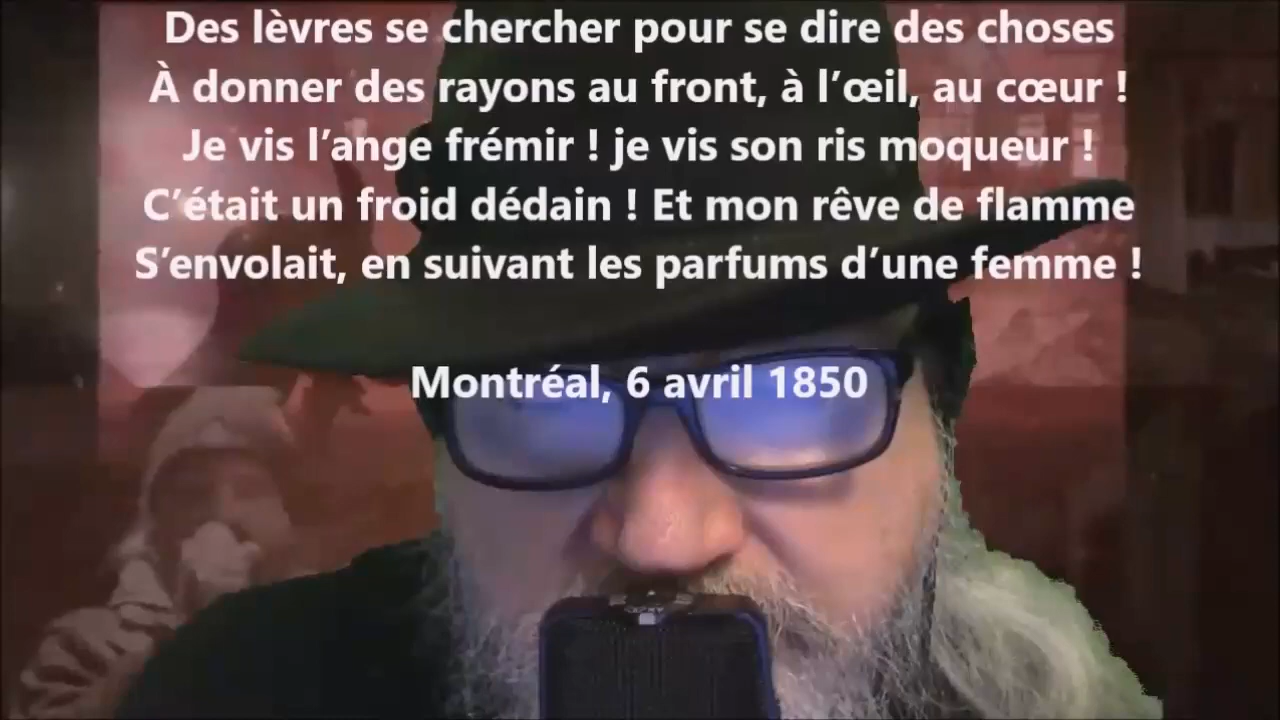 Des lèvres se chercher pour se dire des choses
À donner des rayons au front, à l’œil, au cœur !
Je vis l’ange frémir ! je vis son ris moqueur !
C’était un froid dédain ! Et mon rêve de flamme
S’envolait, en suivant les parfums d’une femme !
Montréal, 6 avril 1850